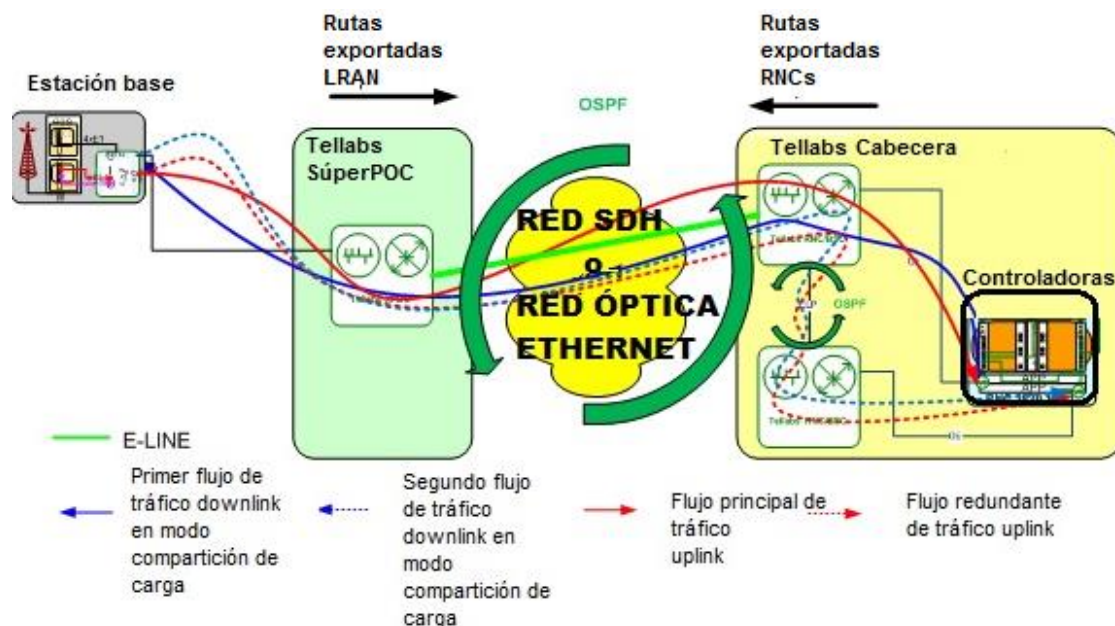 Rutas
exportadas
LRAN
Rutas
exportadas
RNCs
Estación base
OSPF
Tellabs
SúperPOC
Tellabs Cabecera
RED SDH
o
RED ÓPTICA
ETHERNET
OSPF
Controladoras
E-LINE
Primer flujo de
tráfico downlink
en modo
compartición de
carga
Segundo flujo
de tráfico
downlink en
modo
compartición de
carga
Flujo principal de
tráfico
uplink
Flujo redundante
de tráfico uplink